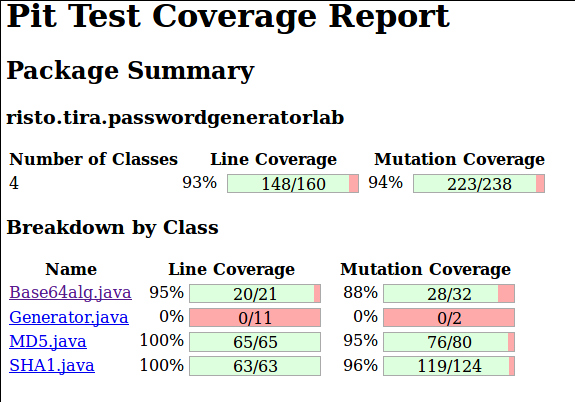 Pit Test Coverage Report
Package Summary
risto.tira.passwordgeneratorlab
Number of Classes Line Coverage Mutation Coverage
4 93% 148/160 94% 223/238
Breakdown by Class
Name Line Coverage Mutation Coverage
Base64alg.java 95% 20/21 88% 28/32
Generator.java 0% 0/11 0% 0/2
MD5.java 100% 65/65 95% 76/80
SHA1.java 100% 63/63 96% 119/124